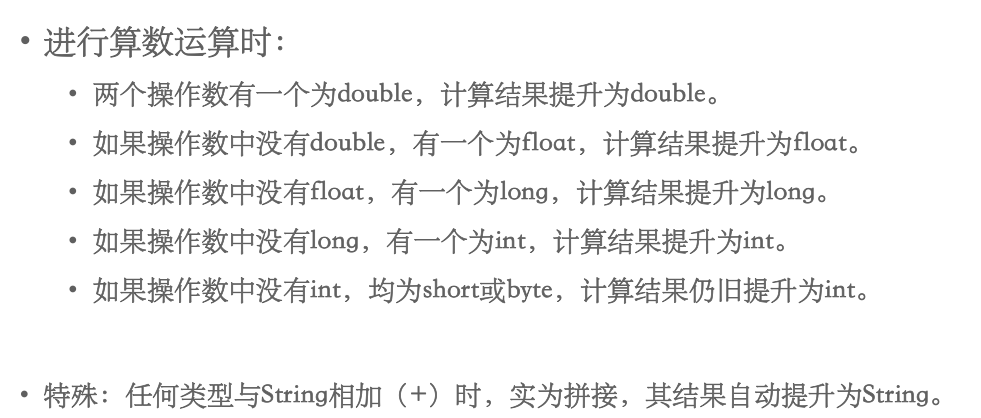 • 进行算数运算时：
• 两个操作数有一个为double，计算结果提升为double。
• 如果操作数中没有double，有一个为float，计算结果提升为float。
• 如果操作数中没有float，有一个为long，计算结果提升为long。
• 如果操作数中没有long，有一个为int，计算结果提升为int。
• 如果操作数中没有int，均为short或byte，计算结果仍旧提升为int。
• 特殊：任何类型与String相加（+）时，实为拼接，其结果自动提升为String。